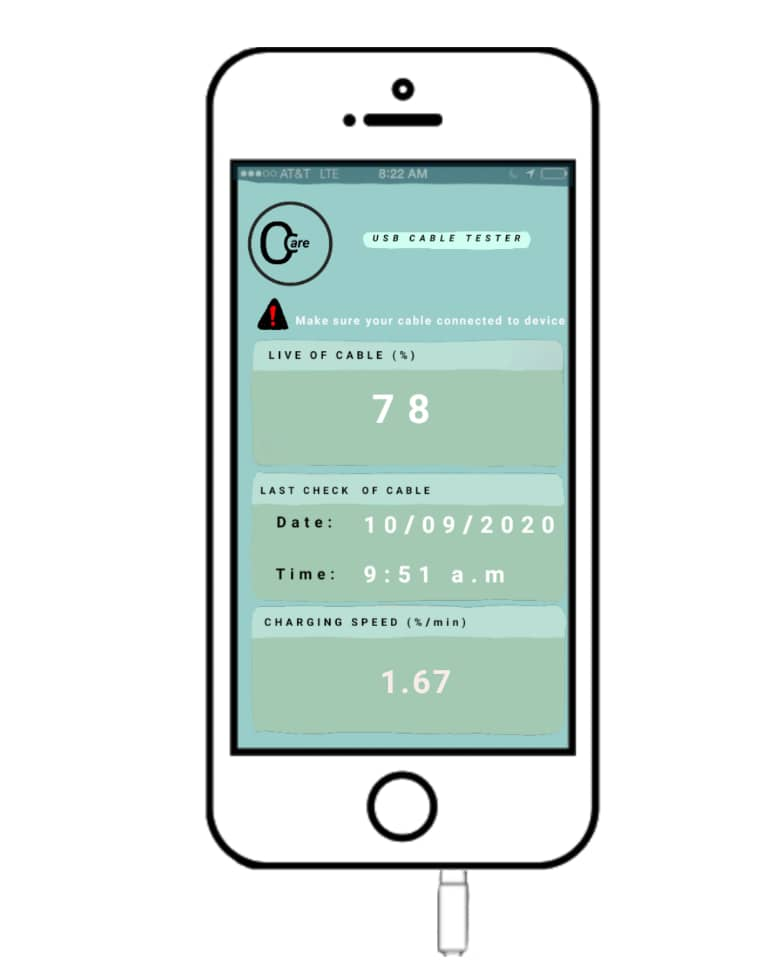 AT&T LTE 8:22 AM
Care
USB CABLE TESTER
! Make sure your cable connected to device
LIVE OF CABLE (%)
78
LAST CHECK OF CABLE
Date: 10/09/2020
Time: 9:51 a.m
CHARGING SPEED (%/min)
1.67